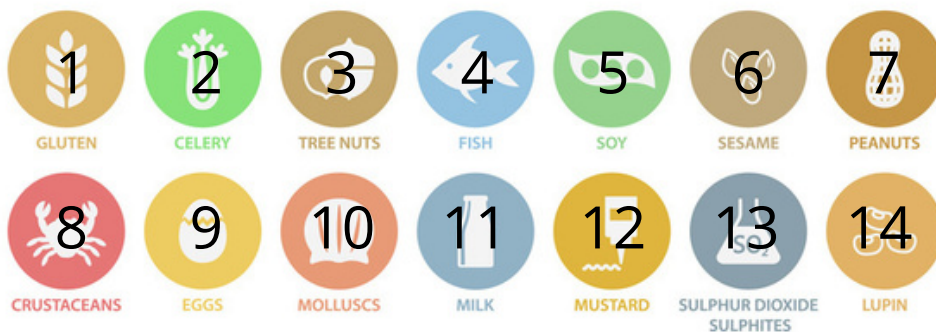 1 2 3 4 5 6 7
GLUTEN CELERY TREE NUTS FISH SOY SESAME PEANUTS
8 9 10 11 12 13 14
SO2
CRUSTACEANS EGGS MOLLUSCS MILK MUSTARD SULPHUR DIOXIDE LUPIN
SULPHITES